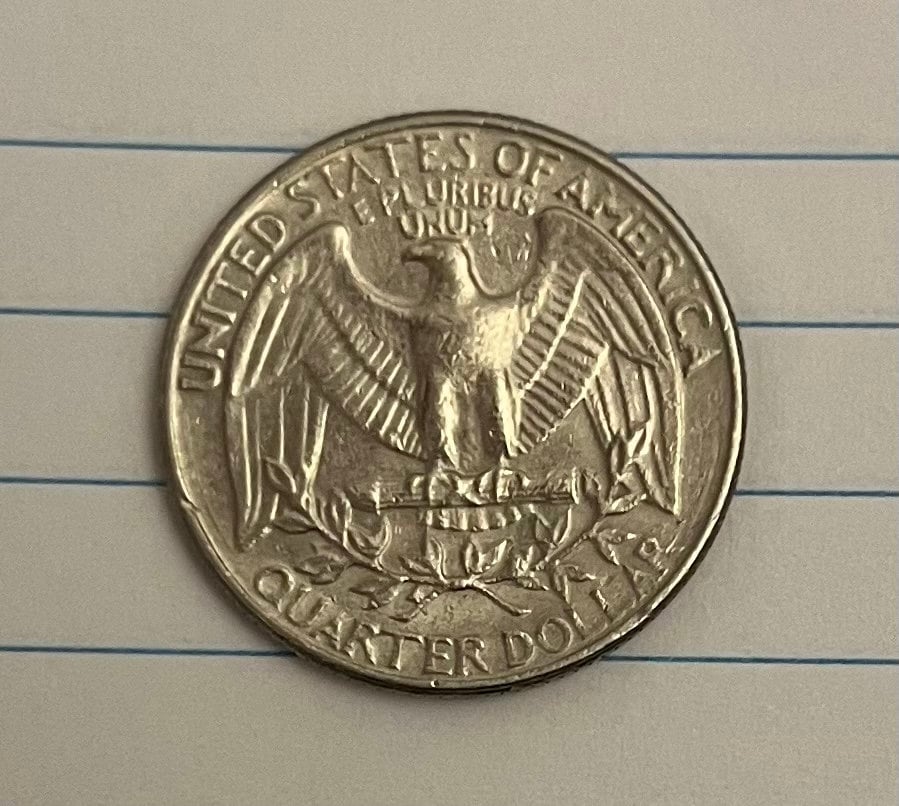 UNITED STATES OF AMERICA
E PLURIBUS
UNUM
QUARTER DOLLAR